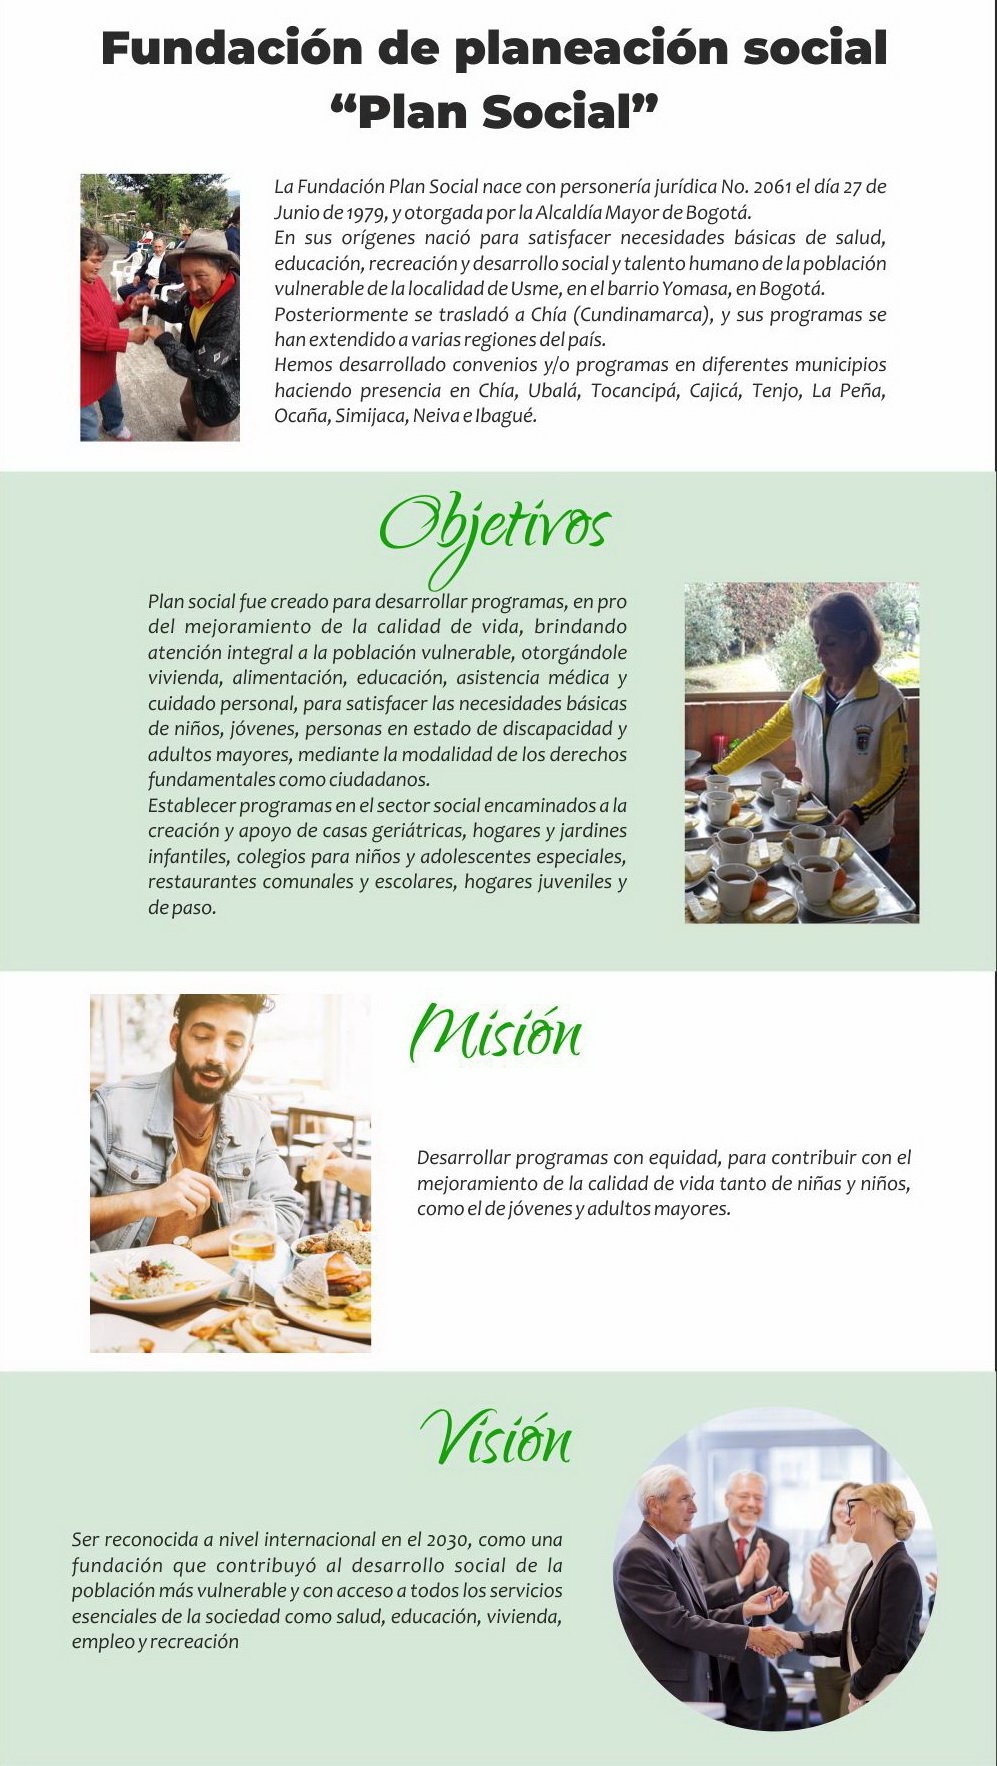 Fundación de planeación social
“Plan Social”
La Fundación Plan Social nace con personería jurídica No. 2061 el día 27 de
Junio de 1979, y otorgada por la Alcaldía Mayor de Bogotá.
En sus orígenes nació para satisfacer necesidades básicas de salud,
educación, recreación y desarrollo social y talento humano de la población
vulnerable de la localidad de Usme, en el barrio Yomasa, en Bogotá.
Posteriormente se trasladó a Chía (Cundinamarca), y sus programas se
han extendido a varias regiones del país.
Hemos desarrollado convenios y/o programas en diferentes municipios
haciendo presencia en Chía, Ubalá, Tocancipá, Cajicá, Tenjo, La Peña,
Ocaña, Simijaca, Neiva e Ibagué.
Objetivos
Plan social fue creado para desarrollar programas, en pro
del mejoramiento de la calidad de vida, brindando
atención integral a la población vulnerable, otorgándole
vivienda, alimentación, educación, asistencia médica y
cuidado personal, para satisfacer las necesidades básicas
de niños, jóvenes, personas en estado de discapacidad y
adultos mayores, mediante la modalidad de los derechos
fundamentales como ciudadanos.
Establecer programas en el sector social encaminados a la
creación y apoyo de casas geriátricas, hogares y jardines
infantiles, colegios para niños y adolescentes especiales,
restaurantes comunales y escolares, hogares juveniles y
de paso.
Misión
Desarrollar programas con equidad, para contribuir con el
mejoramiento de la calidad de vida tanto de niñas y niños,
como el de jóvenes y adultos mayores.
Visión
Ser reconocida a nivel internacional en el 2030, como una
fundación que contribuyó al desarrollo social de la
población más vulnerable y con acceso a todos los servicios
esenciales de la sociedad como salud, educación, vivienda,
empleo y recreación